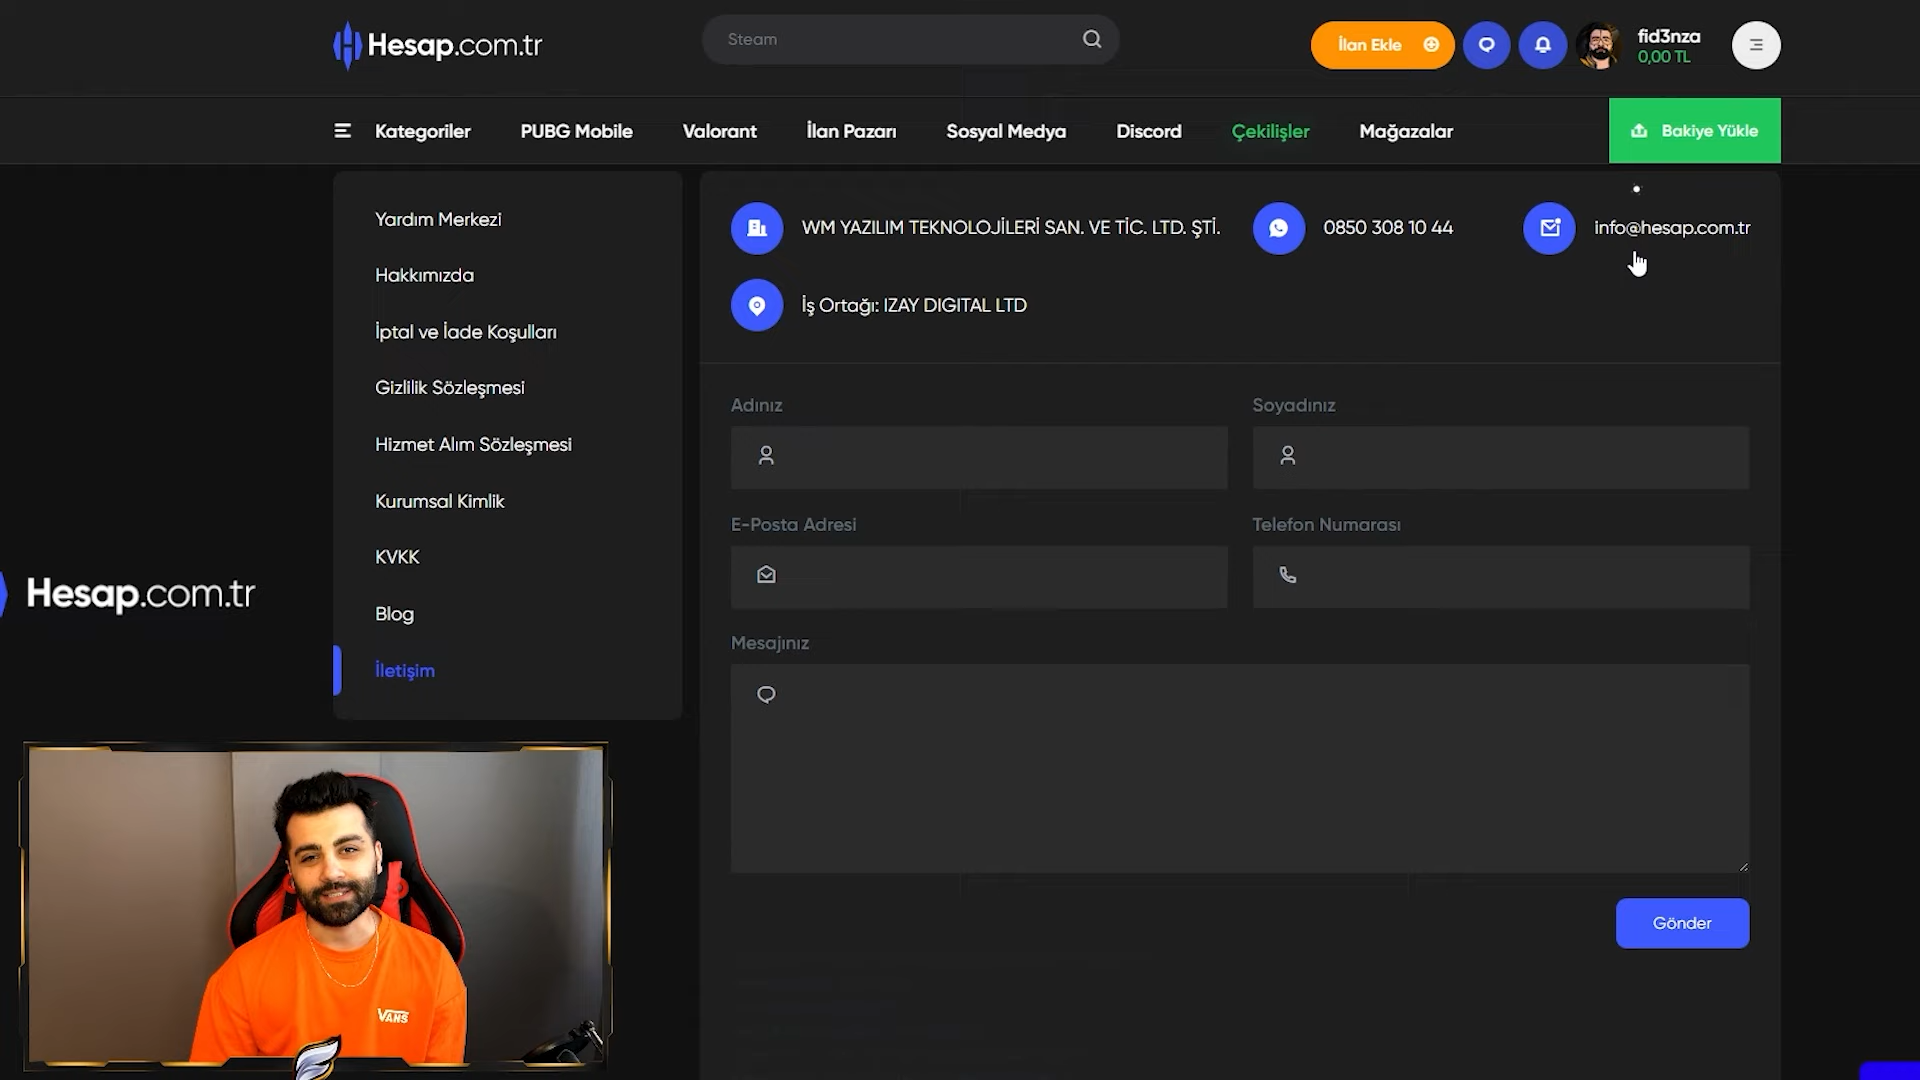 Hesap.com.tr
Steam
İlan Ekle
fid3nza
0,00 TL
Kategoriler
PUBG Mobile
Valorant
İlan Pazarı
Sosyal Medya
Discord
Çekilişler
Mağazalar
Bakiye Yükle
Yardım Merkezi
Hakkımızda
İptal ve İade Koşulları
Gizlilik Sözleşmesi
Hizmet Alım Sözleşmesi
Kurumsal Kimlik
KVKK
Blog
İletişim
WM YAZILIM TEKNOLOJİLERİ SAN. VE TİC. LTD. ŞTİ.
0850 308 10 44
info@hesap.com.tr
İş Ortağı: IZAY DIGITAL LTD
Adınız
Soyadınız
E-Posta Adresi
Telefon Numarası
Mesajınız
Gönder
Hesap.com.tr
VANS